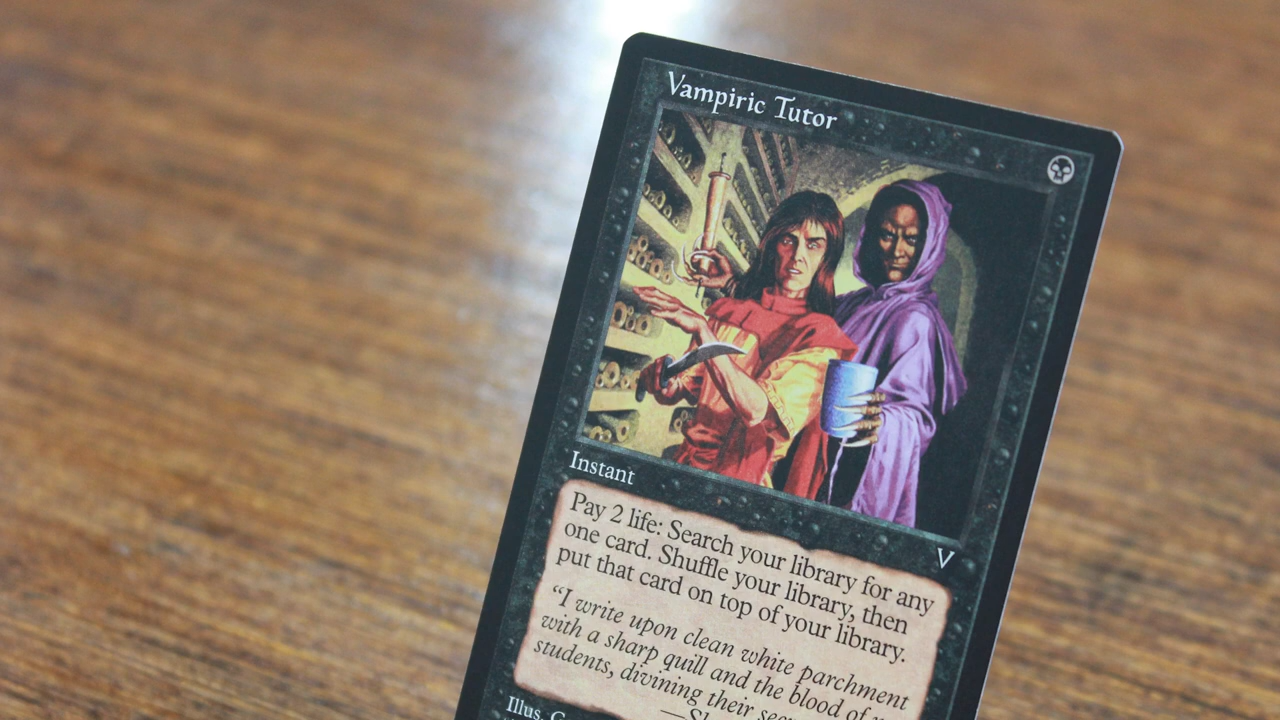 Vampiric Tutor
Instant
V
Pay 2 life: Search your library for any
one card. Shuffle your library, then
put that card on top of your library.
"I write upon clean white parchment
with a sharp quill and the blood of
students, divining their
Illus.